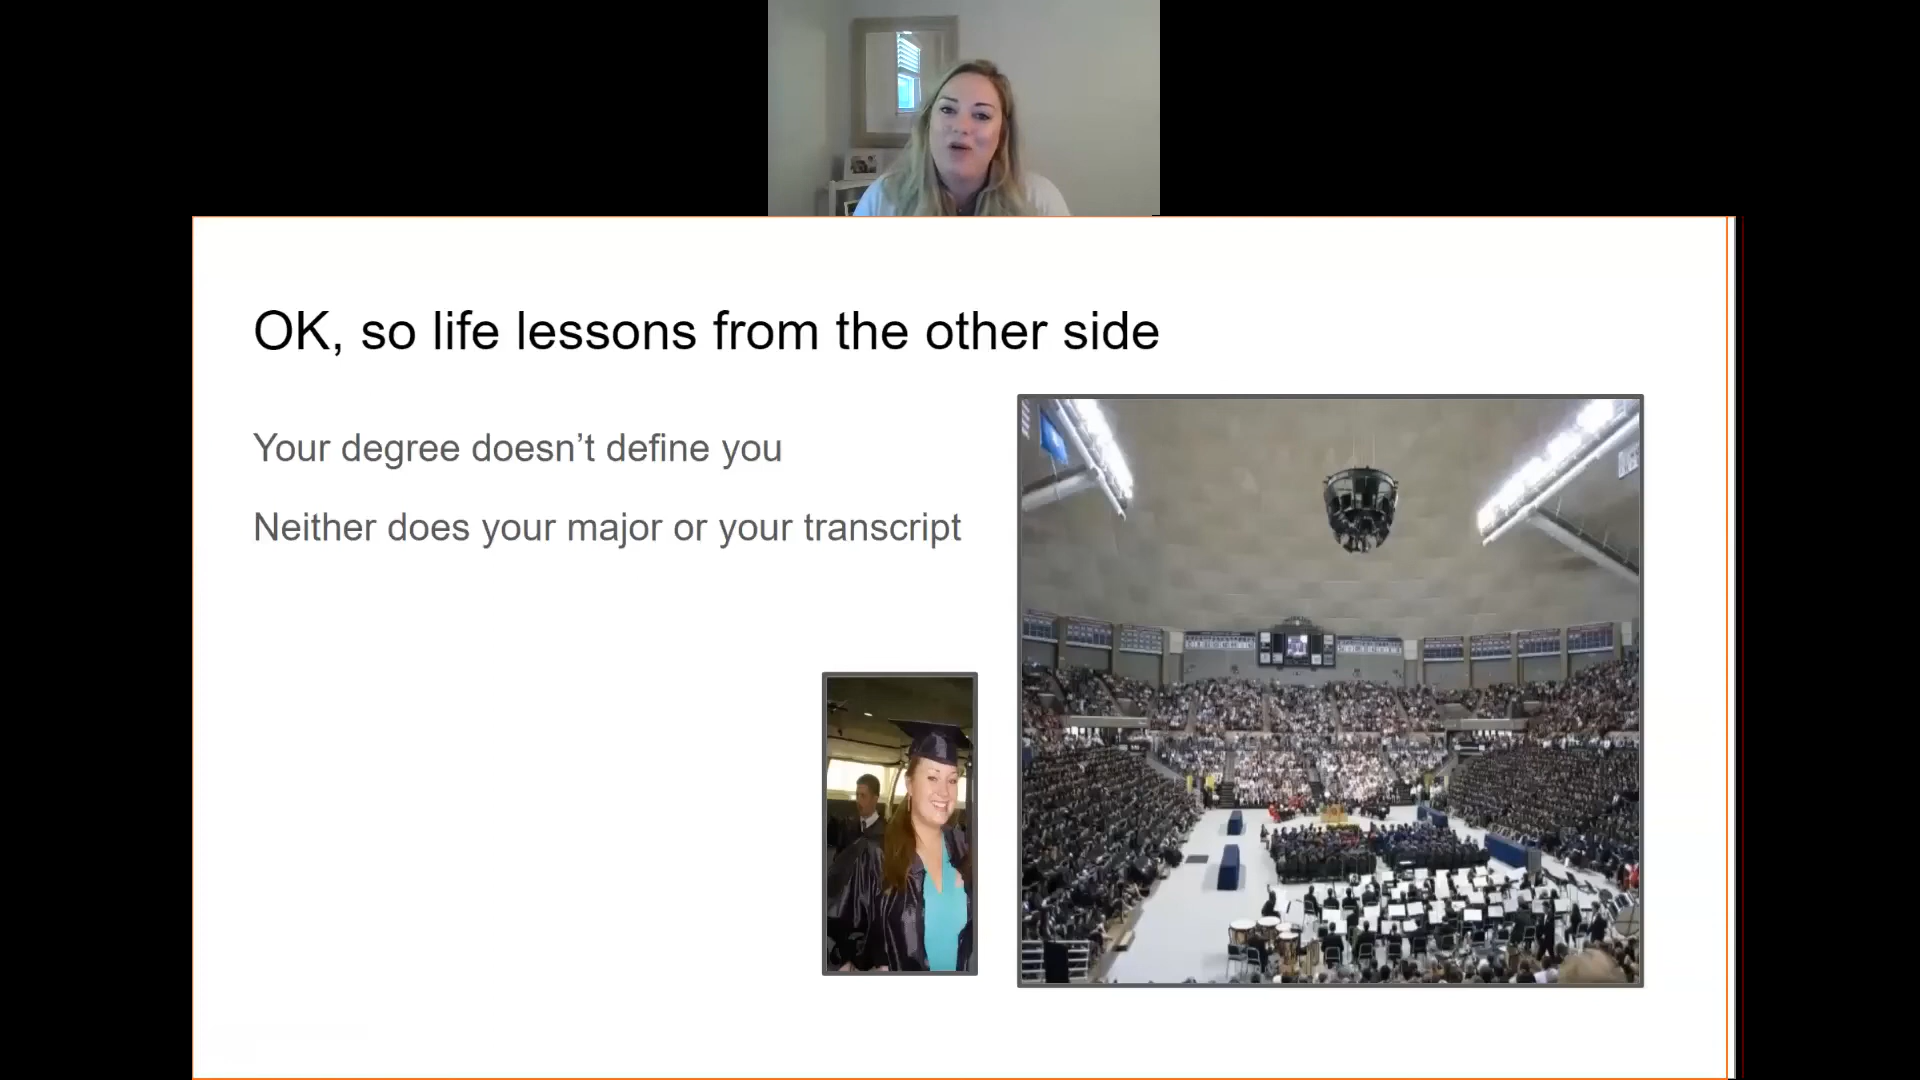 OK, so life lessons from the other side
Your degree doesn’t define you
Neither does your major or your transcript